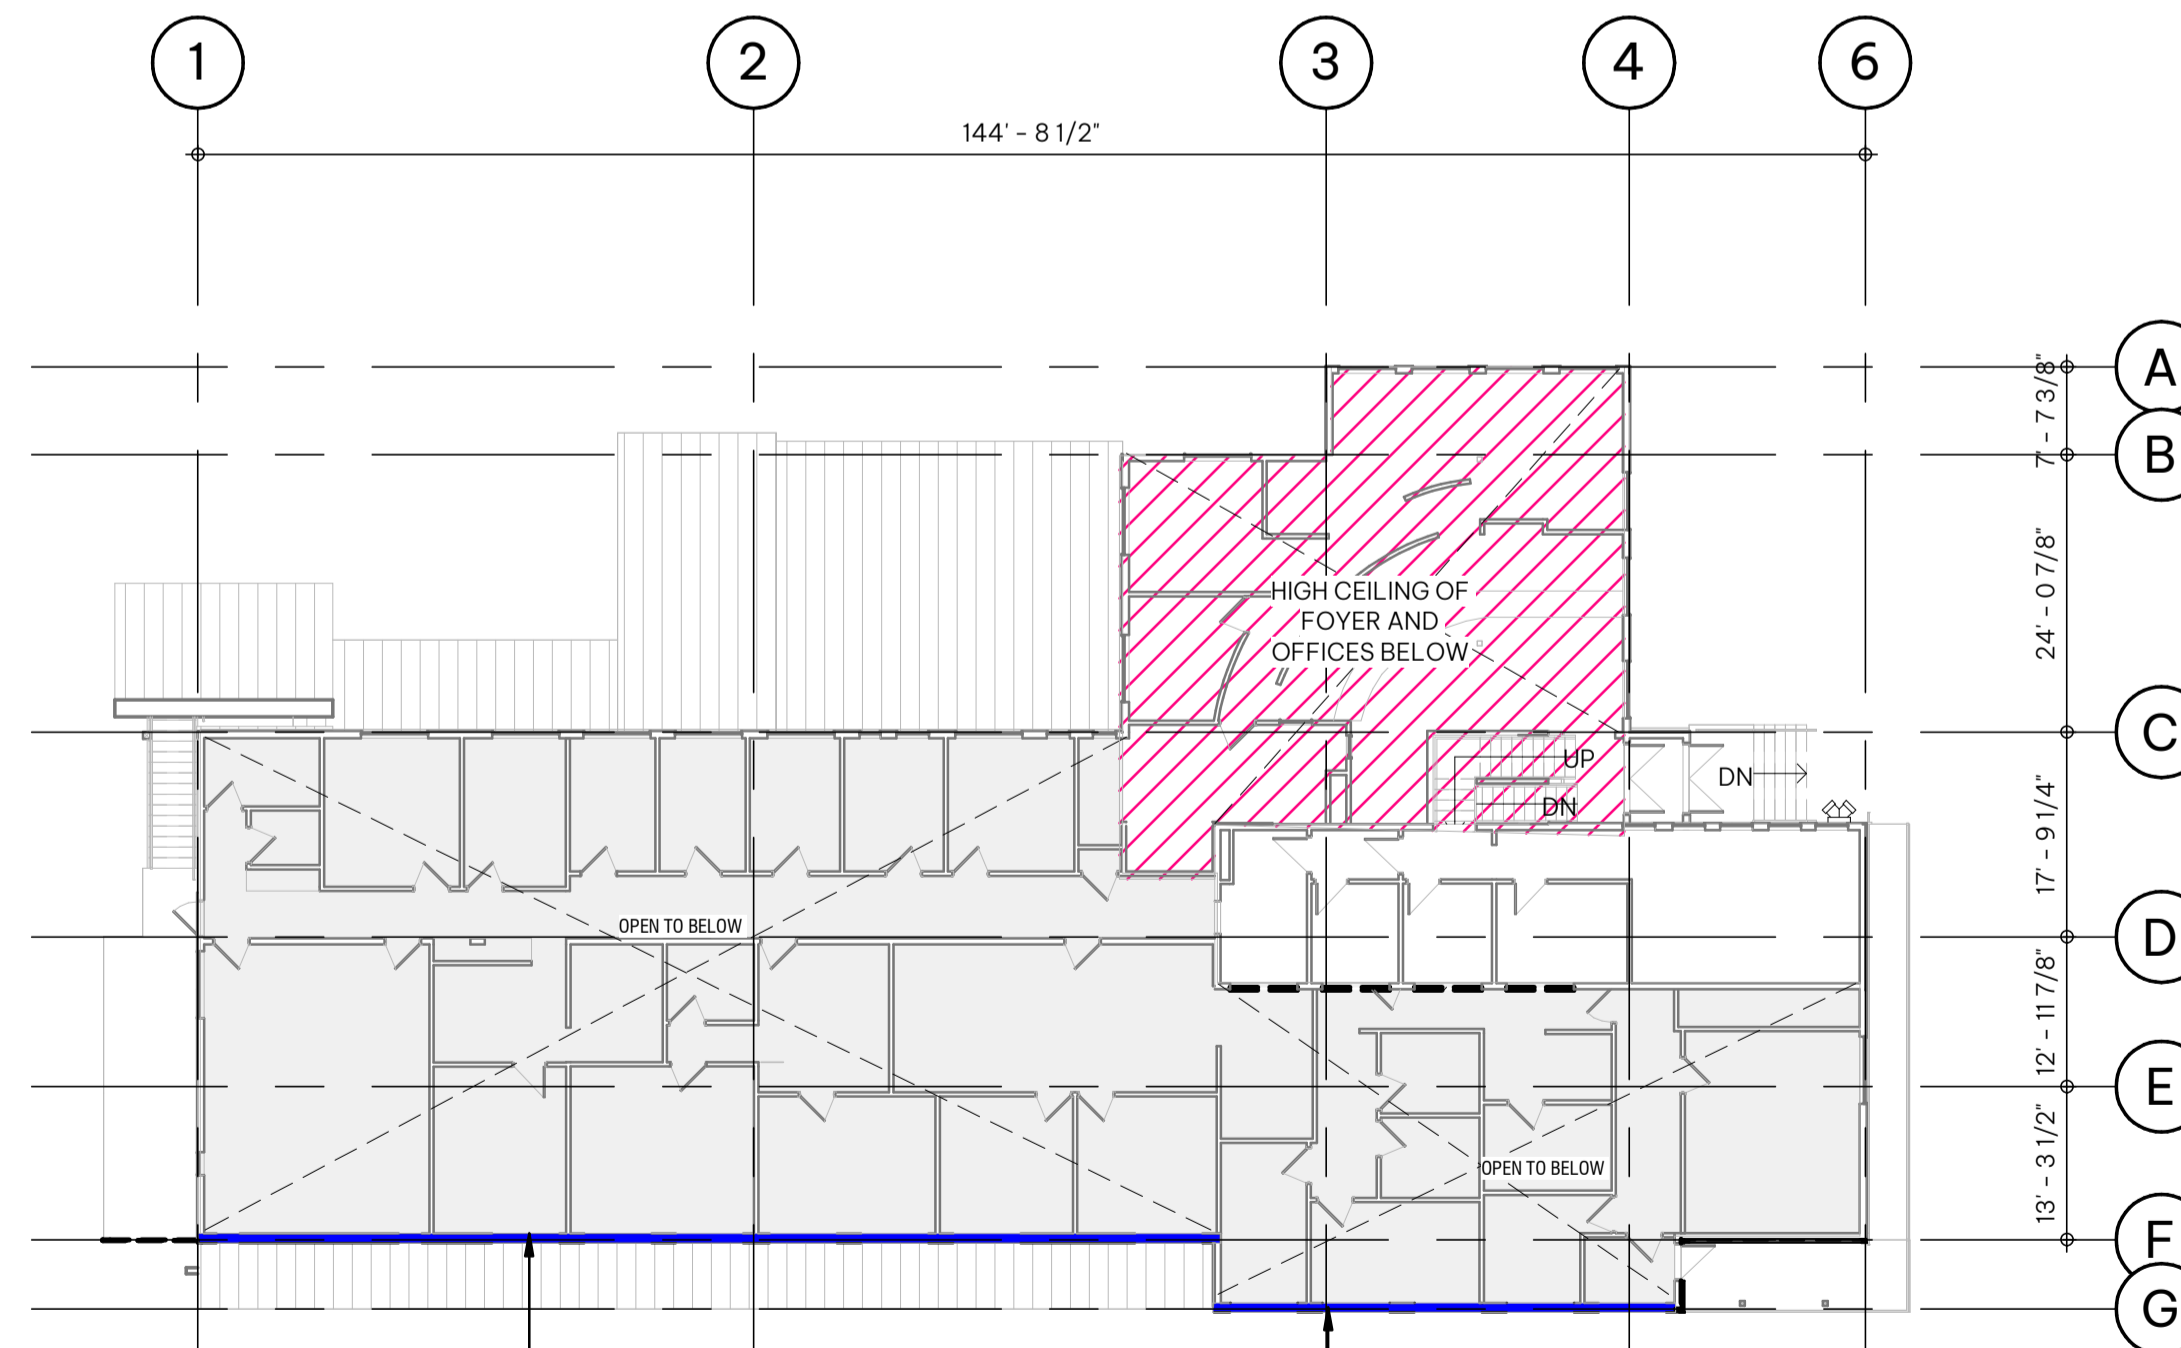 1
2
3
4
6
144' - 8 1/2"
A
7' - 7 3/8"
B
24' - 0 7/8"
HIGH CEILING OF
FOYER AND
OFFICES BELOW
C
UP
DN
DN
17' - 9 1/4"
OPEN TO BELOW
D
12' - 11 7/8"
E
OPEN TO BELOW
13' - 3 1/2"
F
G